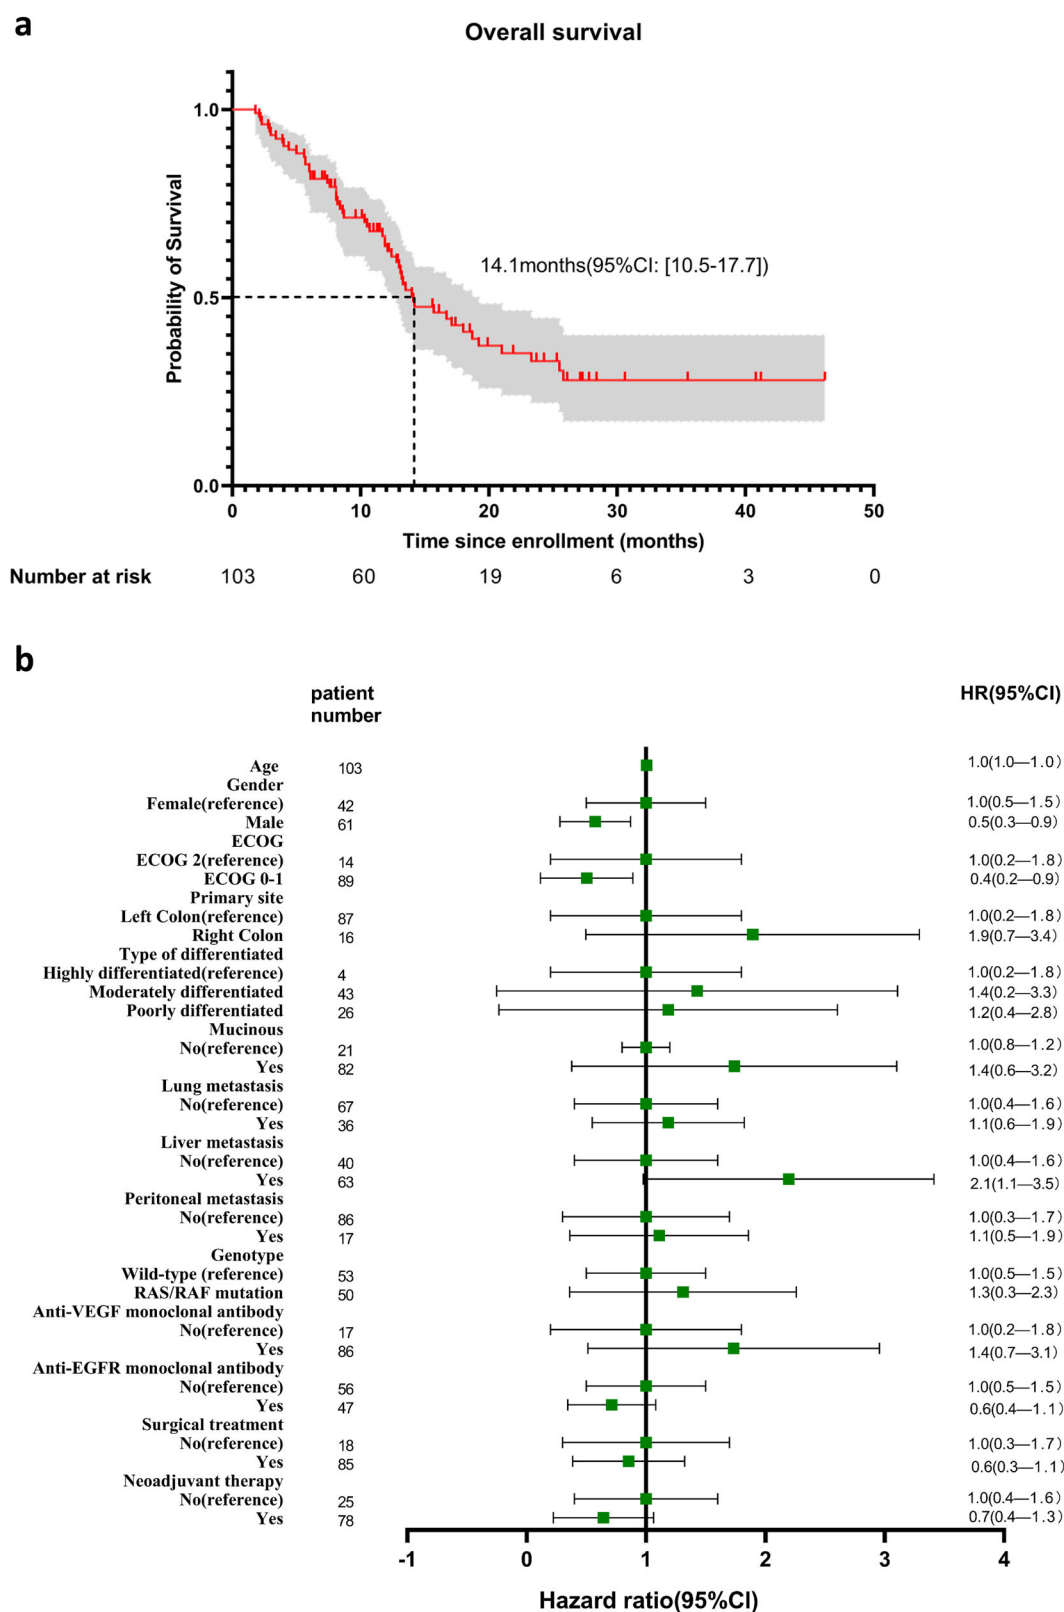 a
Overall survival
1.0
0.5
0.0
Probability of Survival
14.1months(95%CI: [10.5-17.7])
0 10 20 30 40 50
Time since enrollment (months)
Number at risk 103 60 19 6 3 0
b
patient number HR(95%CI)
Age 103 1.0(1.0—1.0)
Gender
Female(reference) 42 1.0(0.5—1.5)
Male 61 0.5(0.3—0.9)
ECOG
ECOG 2(reference) 14 1.0(0.2—1.8)
ECOG 0-1 89 0.4(0.2—0.9)
Primary site
Left Colon(reference) 87 1.0(0.2—1.8)
Right Colon 16 1.9(0.7—3.4)
Type of differentiated
Highly differentiated(reference) 4 1.0(0.2—1.8)
Moderately differentiated 43 1.4(0.2—3.3)
Poorly differentiated 26 1.2(0.4—2.8)
Mucinous
No(reference) 21 1.0(0.8—1.2)
Yes 82 1.4(0.6—3.2)
Lung metastasis
No(reference) 67 1.0(0.4—1.6)
Yes 36 1.1(0.6—1.9)
Liver metastasis
No(reference) 40 1.0(0.4—1.6)
Yes 63 2.1(1.1—3.5)
Peritoneal metastasis
No(reference) 86 1.0(0.3—1.7)
Yes 17 1.1(0.5—1.9)
Genotype
Wild-type (reference) 53 1.0(0.5—1.5)
RAS/RAF mutation 50 1.3(0.3—2.3)
Anti-VEGF monoclonal antibody
No(reference) 17 1.0(0.2—1.8)
Yes 86 1.4(0.7—3.1)
Anti-EGFR monoclonal antibody
No(reference) 56 1.0(0.5—1.5)
Yes 47 0.6(0.4—1.1)
Surgical treatment
No(reference) 18 1.0(0.3—1.7)
Yes 85 0.6(0.3—1.1)
Neoadjuvant therapy
No(reference) 25 1.0(0.4—1.6)
Yes 78 0.7(0.4—1.3)
-1 0 1 2 3 4
Hazard ratio(95%CI)